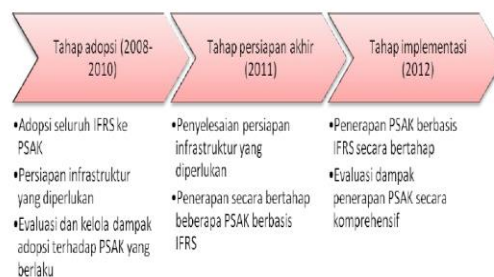 Tahap adopsi (2008-
2010)
•Adopsi seluruh IFRS ke
PSAK
•Persiapan infrastruktur
yang diperlukan
•Evaluasi dan kelola dampak
adopsi terhadap PSAK yang
berlaku
Tahap persiapan akhir
(2011)
•Penyelesaian persiapan
infrastruktur yang
diperlukan
•Penerapan secara bertahap
beberapa PSAK berbasis
IFRS
Tahap implementasi
(2012)
•Penerapan PSAK berbasis
IFRS secara bertahap
•Evaluasi dampak
penerapan PSAK secara
komprehensif